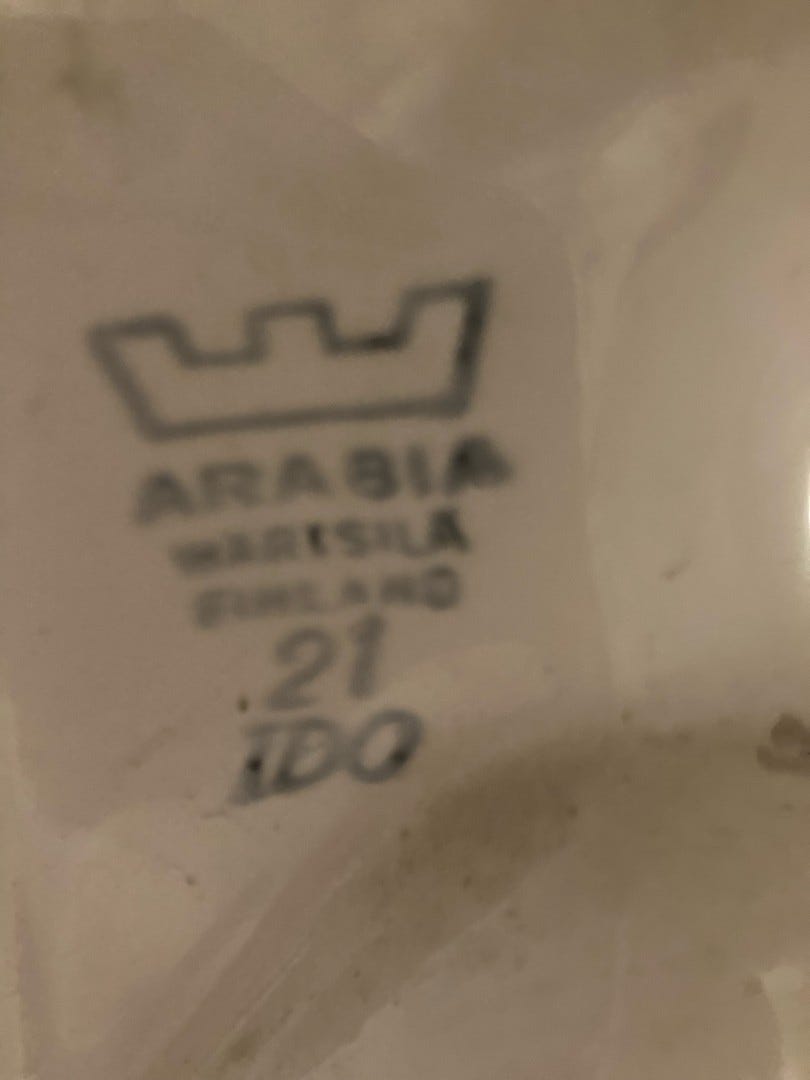 ARABIA
WÄRTSILÄ
FINLAND
21
IDO